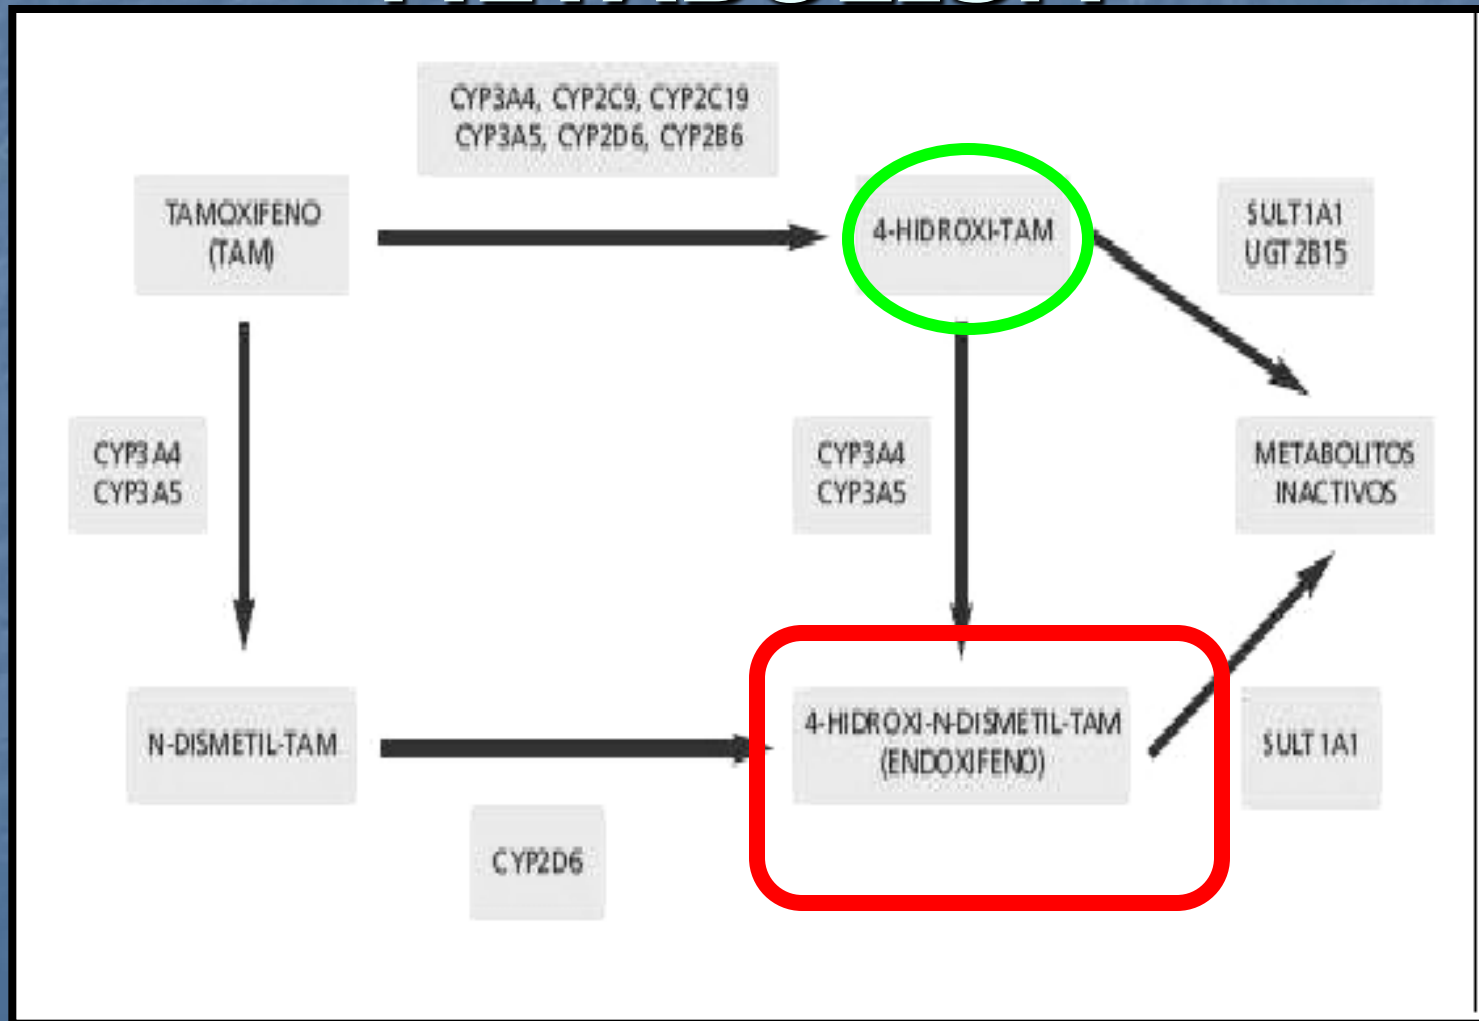 CYP3A4, CYP2C9, CYP2C19
CYP3A5, CYP2D6, CYP2B6
TAMOXIFENO
(TAM)
4-HIDROXI-TAM
SULT1A1
UGT2B15
CYP3A4
CYP3A5
CYP3A4
CYP3A5
METABOLITOS
INACTIVOS
N-DISMETIL-TAM
4-HIDROXI-N-DISMETIL-TAM
(ENDOXIFENO)
SULT1A1
CYP2D6